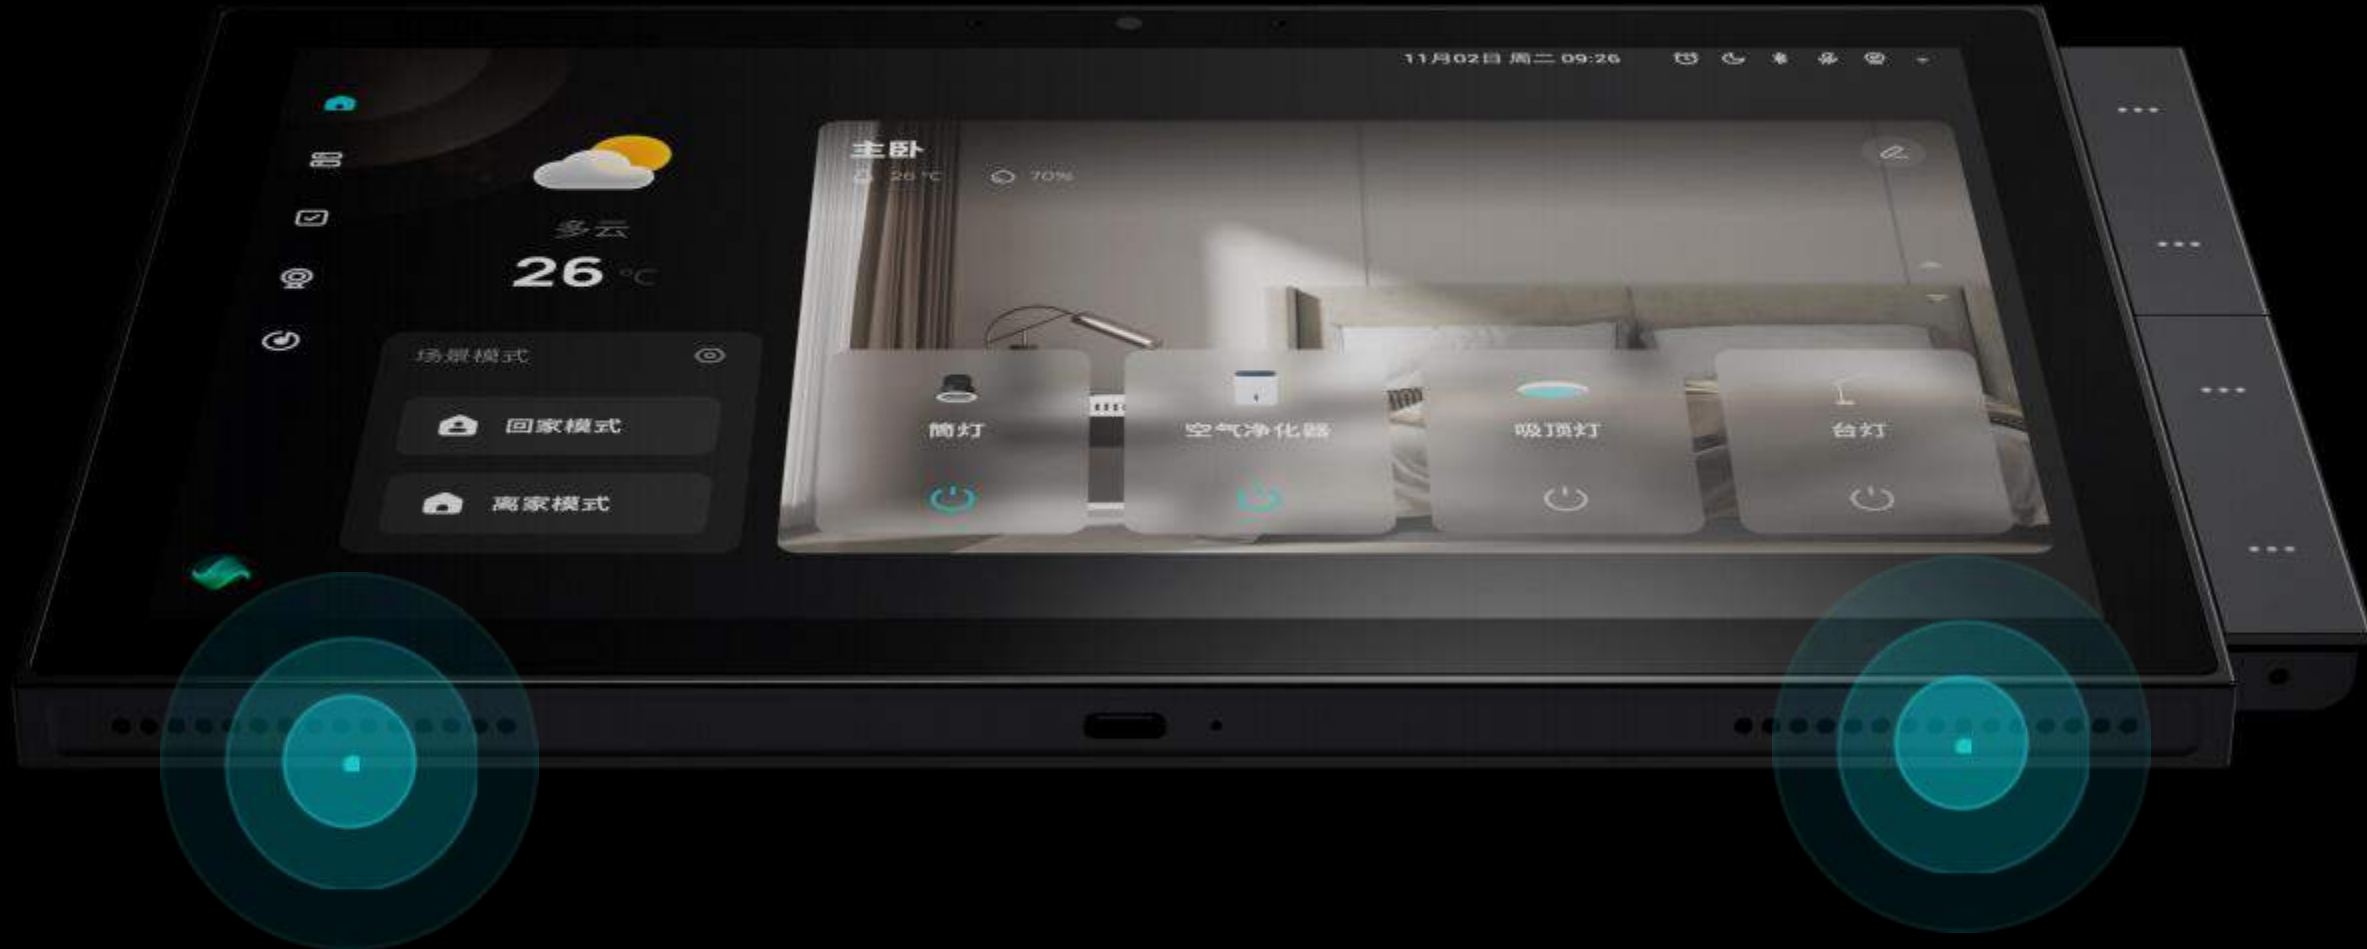 11月02日 周二 09:26
主卧
26 ℃ 70%
多云
26 ℃
场景模式
回家模式
离家模式
筒灯 空气净化器 吸顶灯 台灯